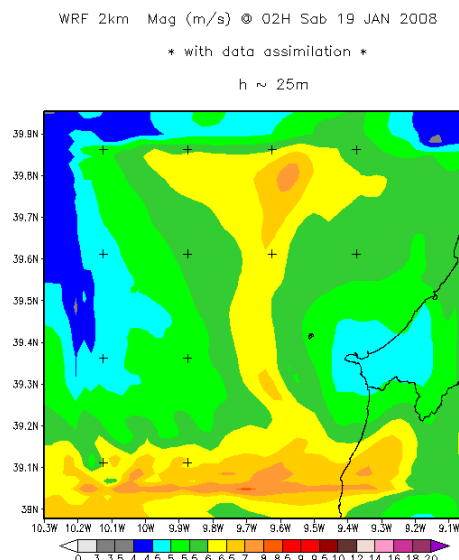 WRF 2km Mag (m/s) @ 02H Sab 19 JAN 2008
* with data assimilation *
h ~ 25m
39.9N
39.8N
39.7N
39.6N
39.5N
39.4N
39.3N
39.2N
39.1N
39N
10.3W 10.2W 10.1W 10W 9.9W 9.8W 9.7W 9.6W 9.5W 9.4W 9.3W 9.2W 9.1W
0 3 3.5 4 4.5 5 5.5 6 6.5 7 7.5 8 8.5 9 9.5 10 12 14 16 18 20